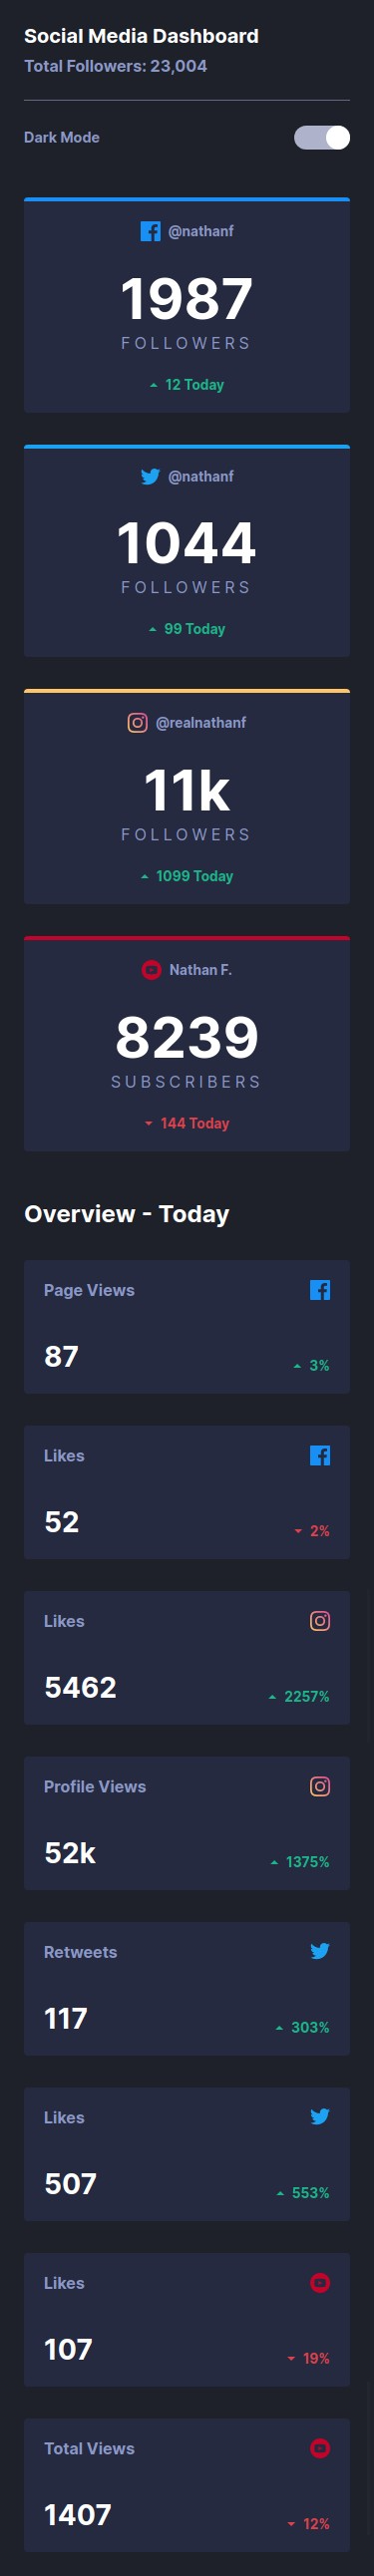 Social Media Dashboard
Total Followers: 23,004
Dark Mode
@nathanf
1987
FOLLOWERS
12 Today
@nathanf
1044
FOLLOWERS
99 Today
@realnathanf
11k
FOLLOWERS
1099 Today
Nathan F.
8239
SUBSCRIBERS
144 Today
Overview - Today
Page Views
87
3%
Likes
52
2%
Likes
5462
2257%
Profile Views
52k
1375%
Retweets
117
303%
Likes
507
553%
Likes
107
19%
Total Views
1407
12%